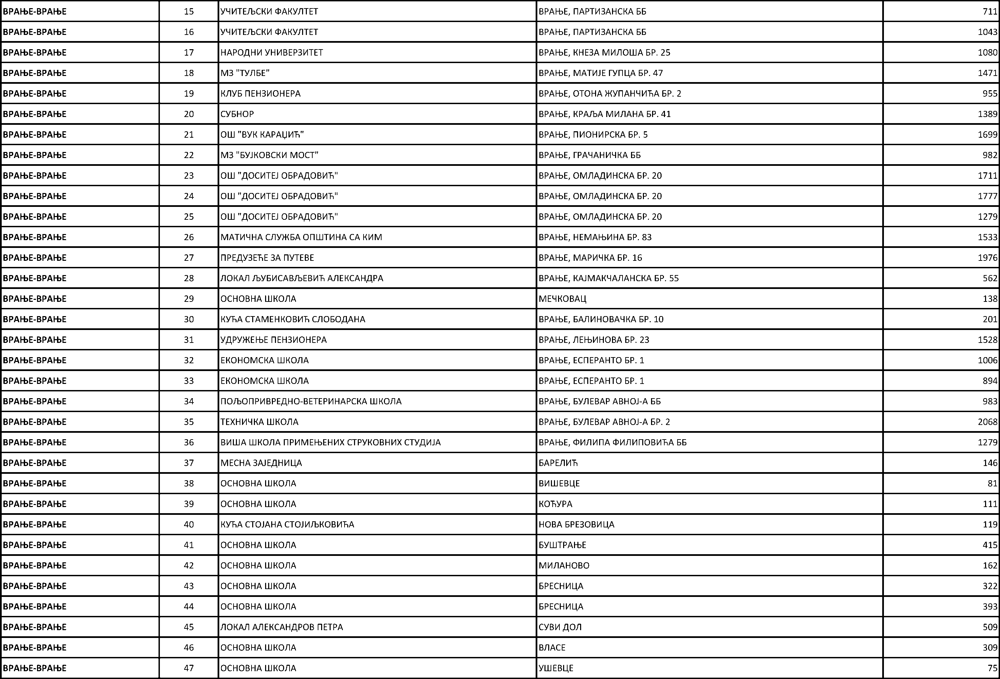 ВРАЊЕ-ВРАЊЕ 15 УЧИТЕЉСКИ ФАКУЛТЕТ ВРАЊЕ, ПАРТИЗАНСКА ББ 711
ВРАЊЕ-ВРАЊЕ 16 УЧИТЕЉСКИ ФАКУЛТЕТ ВРАЊЕ, ПАРТИЗАНСКА ББ 1043
ВРАЊЕ-ВРАЊЕ 17 НАРОДНИ УНИВЕРЗИТЕТ ВРАЊЕ, КНЕЗА МИЛОША БР. 25 1080
ВРАЊЕ-ВРАЊЕ 18 МЗ "ТУЛБЕ" ВРАЊЕ, МАТИЈЕ ГУПЦА БР. 47 1471
ВРАЊЕ-ВРАЊЕ 19 КЛУБ ПЕНЗИОНЕРА ВРАЊЕ, ОТОНА ЖУПАНЧИЋА БР. 2 955
ВРАЊЕ-ВРАЊЕ 20 СУБНОР ВРАЊЕ, КРАЉА МИЛАНА БР. 41 1389
ВРАЊЕ-ВРАЊЕ 21 ОШ "ВУК КАРАЏИЋ" ВРАЊЕ, ПИОНИРСКА БР. 5 1699
ВРАЊЕ-ВРАЊЕ 22 МЗ "БУЈКОВСКИ МОСТ" ВРАЊЕ, ГРАЧАНИЧКА ББ 982
ВРАЊЕ-ВРАЊЕ 23 ОШ "ДОСИТЕЈ ОБРАДОВИЋ" ВРАЊЕ, ОМЛАДИНСКА БР. 20 1711
ВРАЊЕ-ВРАЊЕ 24 ОШ "ДОСИТЕЈ ОБРАДОВИЋ" ВРАЊЕ, ОМЛАДИНСКА БР. 20 1777
ВРАЊЕ-ВРАЊЕ 25 ОШ "ДОСИТЕЈ ОБРАДОВИЋ" ВРАЊЕ, ОМЛАДИНСКА БР. 20 1279
ВРАЊЕ-ВРАЊЕ 26 МАТИЧНА СЛУЖБА ОПШТИНА СА КИМ ВРАЊЕ, НЕМАЊИНА БР. 83 1533
ВРАЊЕ-ВРАЊЕ 27 ПРЕДУЗЕЋЕ ЗА ПУТЕВЕ ВРАЊЕ, МАРИЧКА БР. 16 1976
ВРАЊЕ-ВРАЊЕ 28 ЛОКАЛ ЉУБИСАВЉЕВИЋ АЛЕКСАНДРА ВРАЊЕ, КАЈМАКЧАЛАНСКА БР. 55 562
ВРАЊЕ-ВРАЊЕ 29 ОСНОВНА ШКОЛА МЕЧКОВАЦ 138
ВРАЊЕ-ВРАЊЕ 30 КУЋА СТАМЕНКОВИЋ СЛОБОДАНА ВРАЊЕ, БАЛИНОВАЧКА БР. 10 201
ВРАЊЕ-ВРАЊЕ 31 УДРУЖЕЊЕ ПЕНЗИОНЕРА ВРАЊЕ, ЛЕЊИНОВА БР. 23 1528
ВРАЊЕ-ВРАЊЕ 32 ЕКОНОМСКА ШКОЛА ВРАЊЕ, ЕСПЕРАНТО БР. 1 1006
ВРАЊЕ-ВРАЊЕ 33 ЕКОНОМСКА ШКОЛА ВРАЊЕ, ЕСПЕРАНТО БР. 1 894
ВРАЊЕ-ВРАЊЕ 34 ПОЉОПРИВРЕДНО-ВЕТЕРИНАРСКА ШКОЛА ВРАЊЕ, БУЛЕВАР АВНОЈ-А ББ 983
ВРАЊЕ-ВРАЊЕ 35 ТЕХНИЧКА ШКОЛА ВРАЊЕ, БУЛЕВАР АВНОЈ-А БР. 2 2068
ВРАЊЕ-ВРАЊЕ 36 ВИША ШКОЛА ПРИМЕЊЕНИХ СТРУКОВНИХ СТУДИЈА ВРАЊЕ, ФИЛИПА ФИЛИПОВИЋА ББ 1279
ВРАЊЕ-ВРАЊЕ 37 МЕСНА ЗАЈЕДНИЦА БАРЕЛИЋ 146
ВРАЊЕ-ВРАЊЕ 38 ОСНОВНА ШКОЛА ВИШЕВЦЕ 81
ВРАЊЕ-ВРАЊЕ 39 ОСНОВНА ШКОЛА КОЋУРА 111
ВРАЊЕ-ВРАЊЕ 40 КУЋА СТОЈАНА СТОЈИЉКОВИЋА НОВА БРЕЗОВИЦА 119
ВРАЊЕ-ВРАЊЕ 41 ОСНОВНА ШКОЛА БУШТРАЊЕ 415
ВРАЊЕ-ВРАЊЕ 42 ОСНОВНА ШКОЛА МИЛАНОВО 162
ВРАЊЕ-ВРАЊЕ 43 ОСНОВНА ШКОЛА БРЕСНИЦА 322
ВРАЊЕ-ВРАЊЕ 44 ОСНОВНА ШКОЛА БРЕСНИЦА 393
ВРАЊЕ-ВРАЊЕ 45 ЛОКАЛ АЛЕКСАНДРОВ ПЕТРА СУВИ ДОЛ 509
ВРАЊЕ-ВРАЊЕ 46 ОСНОВНА ШКОЛА ВЛАСЕ 309
ВРАЊЕ-ВРАЊЕ 47 ОСНОВНА ШКОЛА УШЕВЦЕ 75